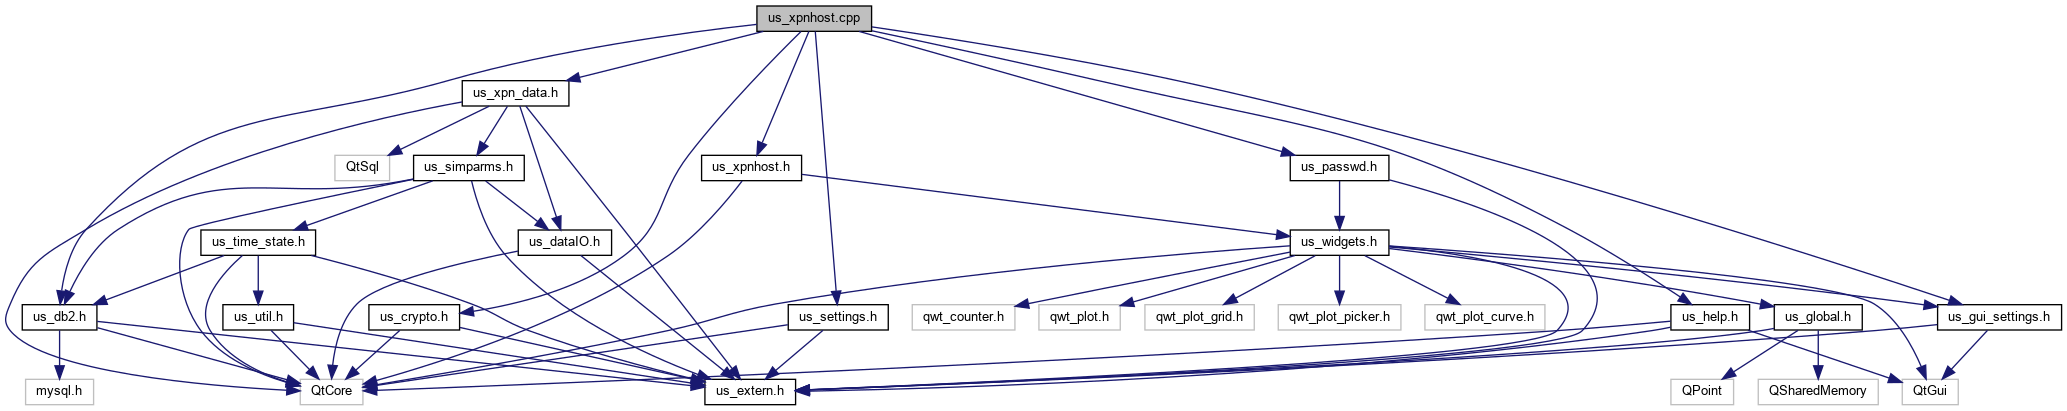 us_xpnhost.cpp
us_xpn_data.h
QtSql
us_simparms.h
us_xpnhost.h
us_passwd.h
us_time_state.h
us_dataIO.h
us_widgets.h
us_db2.h
us_util.h
us_crypto.h
us_settings.h
qwt_counter.h
qwt_plot.h
qwt_plot_grid.h
qwt_plot_picker.h
qwt_plot_curve.h
us_help.h
us_global.h
us_gui_settings.h
mysql.h
QtCore
us_extern.h
QPoint
QSharedMemory
QtGui